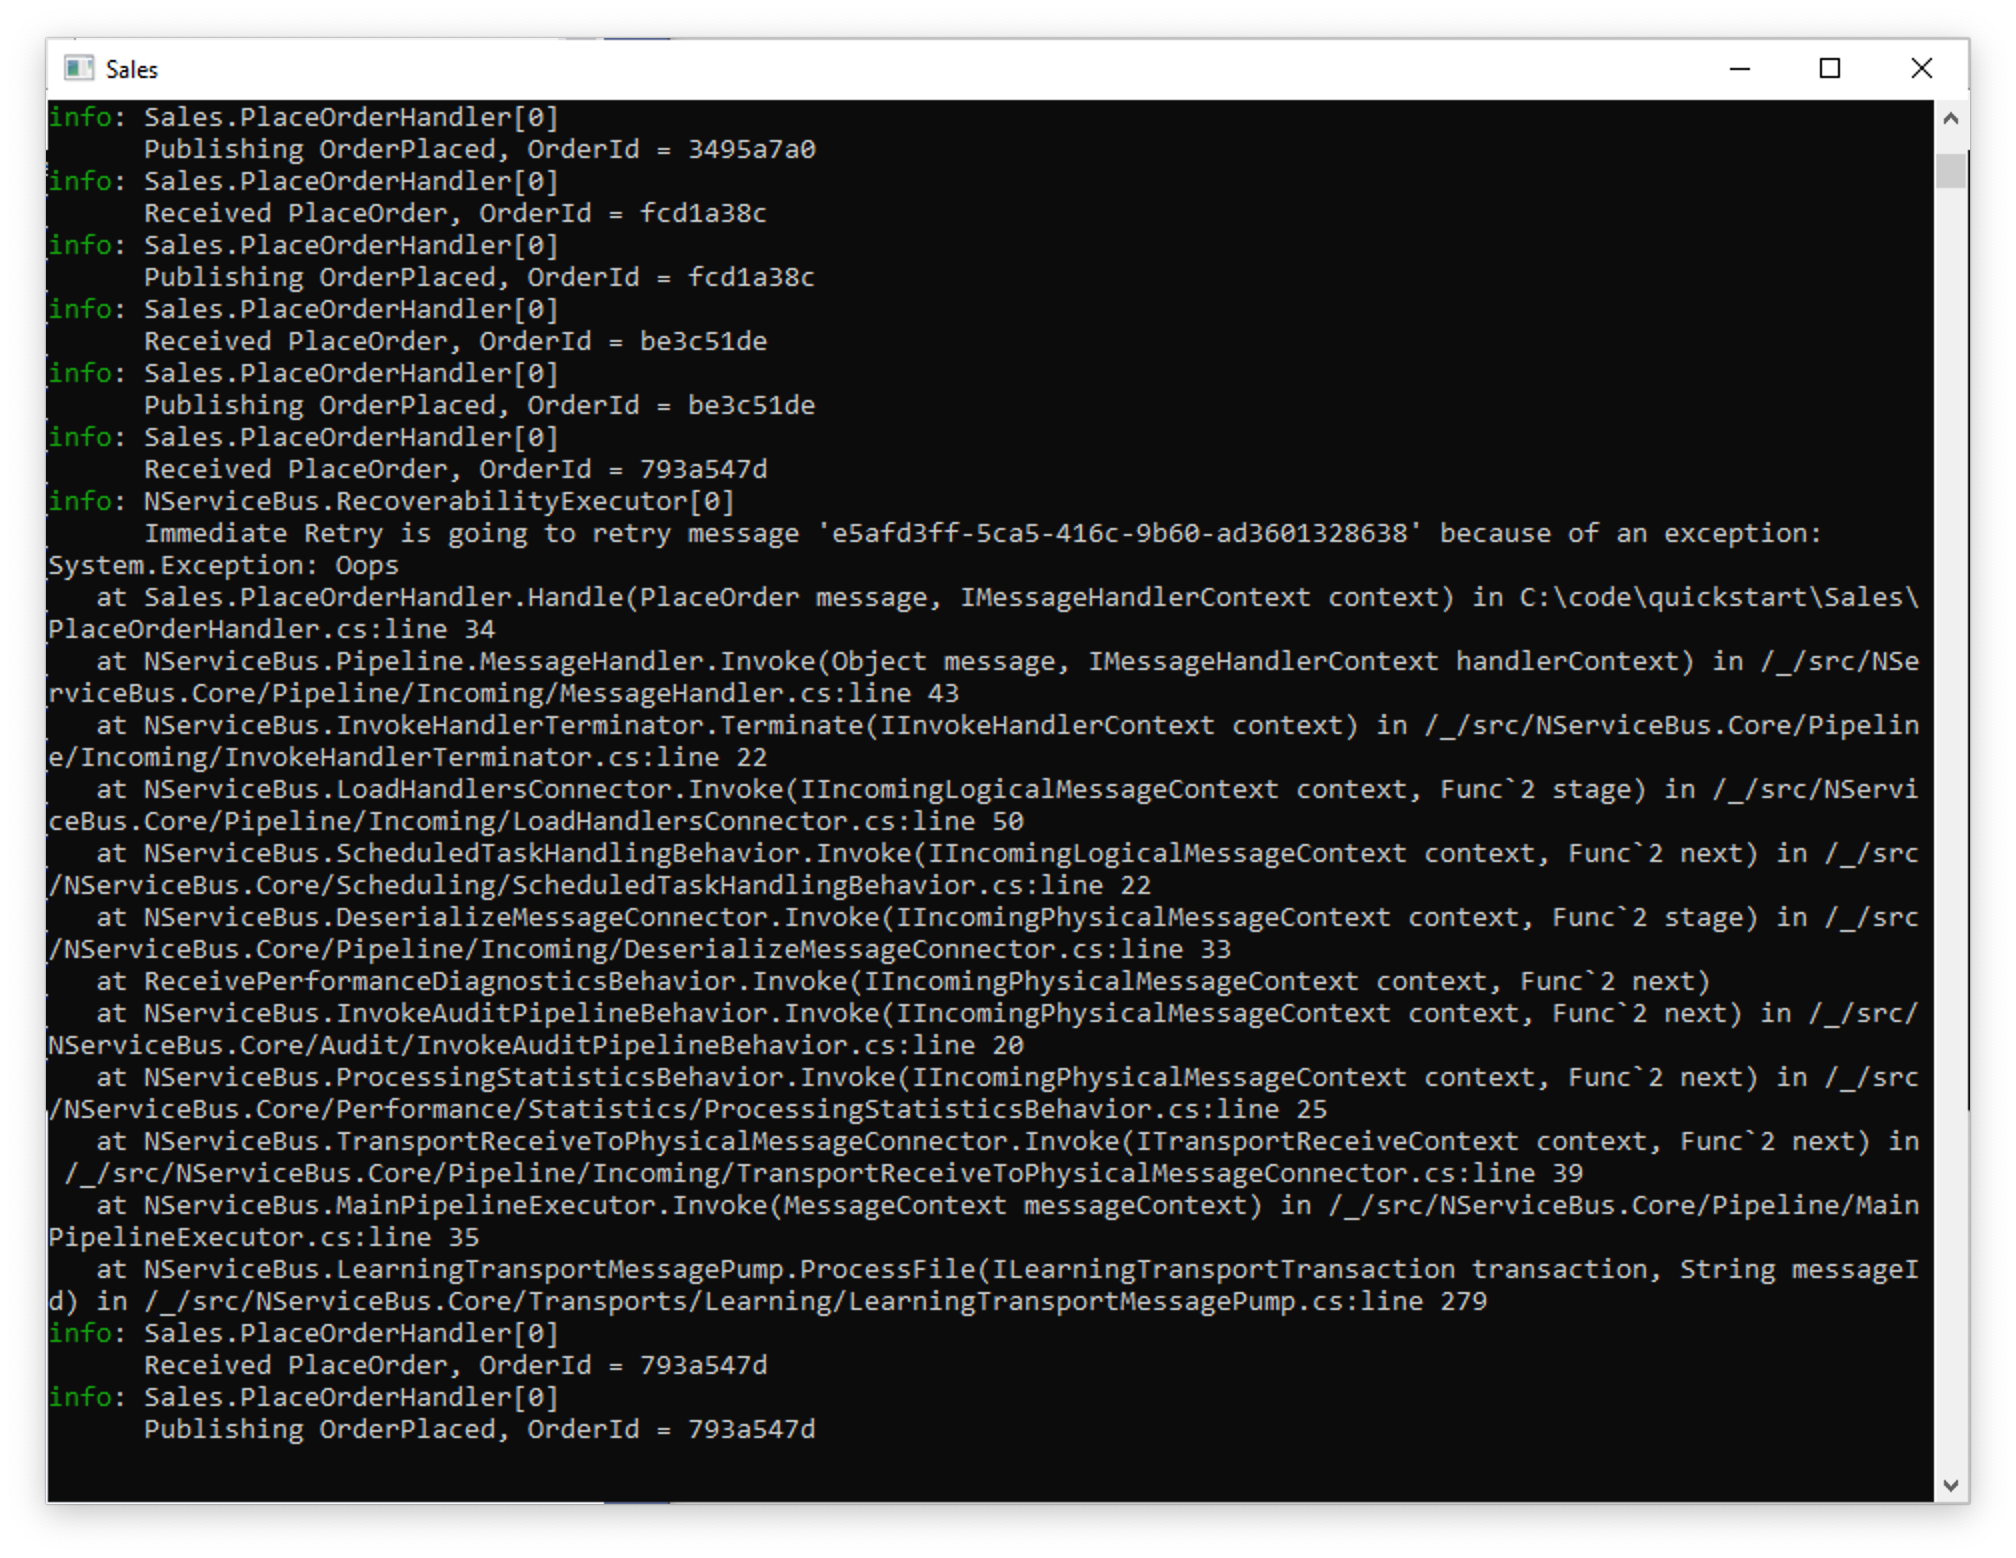 Sales
info: Sales.PlaceOrderHandler[0]
      Publishing OrderPlaced, OrderId = 3495a7a0
info: Sales.PlaceOrderHandler[0]
      Received PlaceOrder, OrderId = fcd1a38c
info: Sales.PlaceOrderHandler[0]
      Publishing OrderPlaced, OrderId = fcd1a38c
info: Sales.PlaceOrderHandler[0]
      Received PlaceOrder, OrderId = be3c51de
info: Sales.PlaceOrderHandler[0]
      Publishing OrderPlaced, OrderId = be3c51de
info: Sales.PlaceOrderHandler[0]
      Received PlaceOrder, OrderId = 793a547d
info: NServiceBus.RecoverabilityExecutor[0]
      Immediate Retry is going to retry message 'e5afd3ff-5ca5-416c-9b60-ad3601328638' because of an exception:
System.Exception: Oops
   at Sales.PlaceOrderHandler.Handle(PlaceOrder message, IMessageHandlerContext context) in C:\code\quickstart\Sales\
PlaceOrderHandler.cs:line 34
   at NServiceBus.Pipeline.MessageHandler.Invoke(Object message, IMessageHandlerContext handlerContext) in /_/src/NSe
rviceBus.Core/Pipeline/Incoming/MessageHandler.cs:line 43
   at NServiceBus.InvokeHandlerTerminator.Terminate(IInvokeHandlerContext context) in /_/src/NServiceBus.Core/Pipelin
e/Incoming/InvokeHandlerTerminator.cs:line 22
   at NServiceBus.LoadHandlersConnector.Invoke(IIncomingLogicalMessageContext context, Func`2 stage) in /_/src/NServi
ceBus.Core/Pipeline/Incoming/LoadHandlersConnector.cs:line 50
   at NServiceBus.ScheduledTaskHandlingBehavior.Invoke(IIncomingLogicalMessageContext context, Func`2 next) in /_/src
/NServiceBus.Core/Scheduling/ScheduledTaskHandlingBehavior.cs:line 22
   at NServiceBus.DeserializeMessageConnector.Invoke(IIncomingPhysicalMessageContext context, Func`2 stage) in /_/src
/NServiceBus.Core/Pipeline/Incoming/DeserializeMessageConnector.cs:line 33
   at ReceivePerformanceDiagnosticsBehavior.Invoke(IIncomingPhysicalMessageContext context, Func`2 next)
   at NServiceBus.InvokeAuditPipelineBehavior.Invoke(IIncomingPhysicalMessageContext context, Func`2 next) in /_/src/
NServiceBus.Core/Audit/InvokeAuditPipelineBehavior.cs:line 20
   at NServiceBus.ProcessingStatisticsBehavior.Invoke(IIncomingPhysicalMessageContext context, Func`2 next) in /_/src
/NServiceBus.Core/Performance/Statistics/ProcessingStatisticsBehavior.cs:line 25
   at NServiceBus.TransportReceiveToPhysicalMessageConnector.Invoke(ITransportReceiveContext context, Func`2 next) in
 /_/src/NServiceBus.Core/Pipeline/Incoming/TransportReceiveToPhysicalMessageConnector.cs:line 39
   at NServiceBus.MainPipelineExecutor.Invoke(MessageContext messageContext) in /_/src/NServiceBus.Core/Pipeline/Main
PipelineExecutor.cs:line 35
   at NServiceBus.LearningTransportMessagePump.ProcessFile(ILearningTransportTransaction transaction, String messageI
d) in /_/src/NServiceBus.Core/Transports/Learning/LearningTransportMessagePump.cs:line 279
info: Sales.PlaceOrderHandler[0]
      Received PlaceOrder, OrderId = 793a547d
info: Sales.PlaceOrderHandler[0]
      Publishing OrderPlaced, OrderId = 793a547d